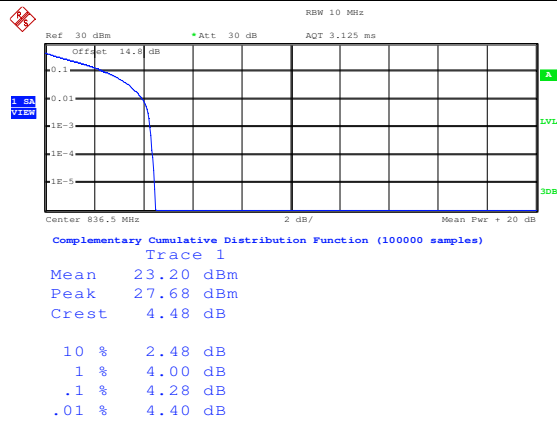 RBW 10 MHz
Ref 30 dBm *Att 30 dB AQT 3.125 ms
Offset 14.8 dB
0.1
A
0.01
1 SA
VIEW
1E-3
LVL
1E-4
1E-5
3DB
Center 836.5 MHz 2 dB/ Mean Pwr + 20 dB
Complementary Cumulative Distribution Function (100000 samples)
Trace 1
Mean 23.20 dBm
Peak 27.68 dBm
Crest 4.48 dB
10 % 2.48 dB
1 % 4.00 dB
.1 % 4.28 dB
.01 % 4.40 dB